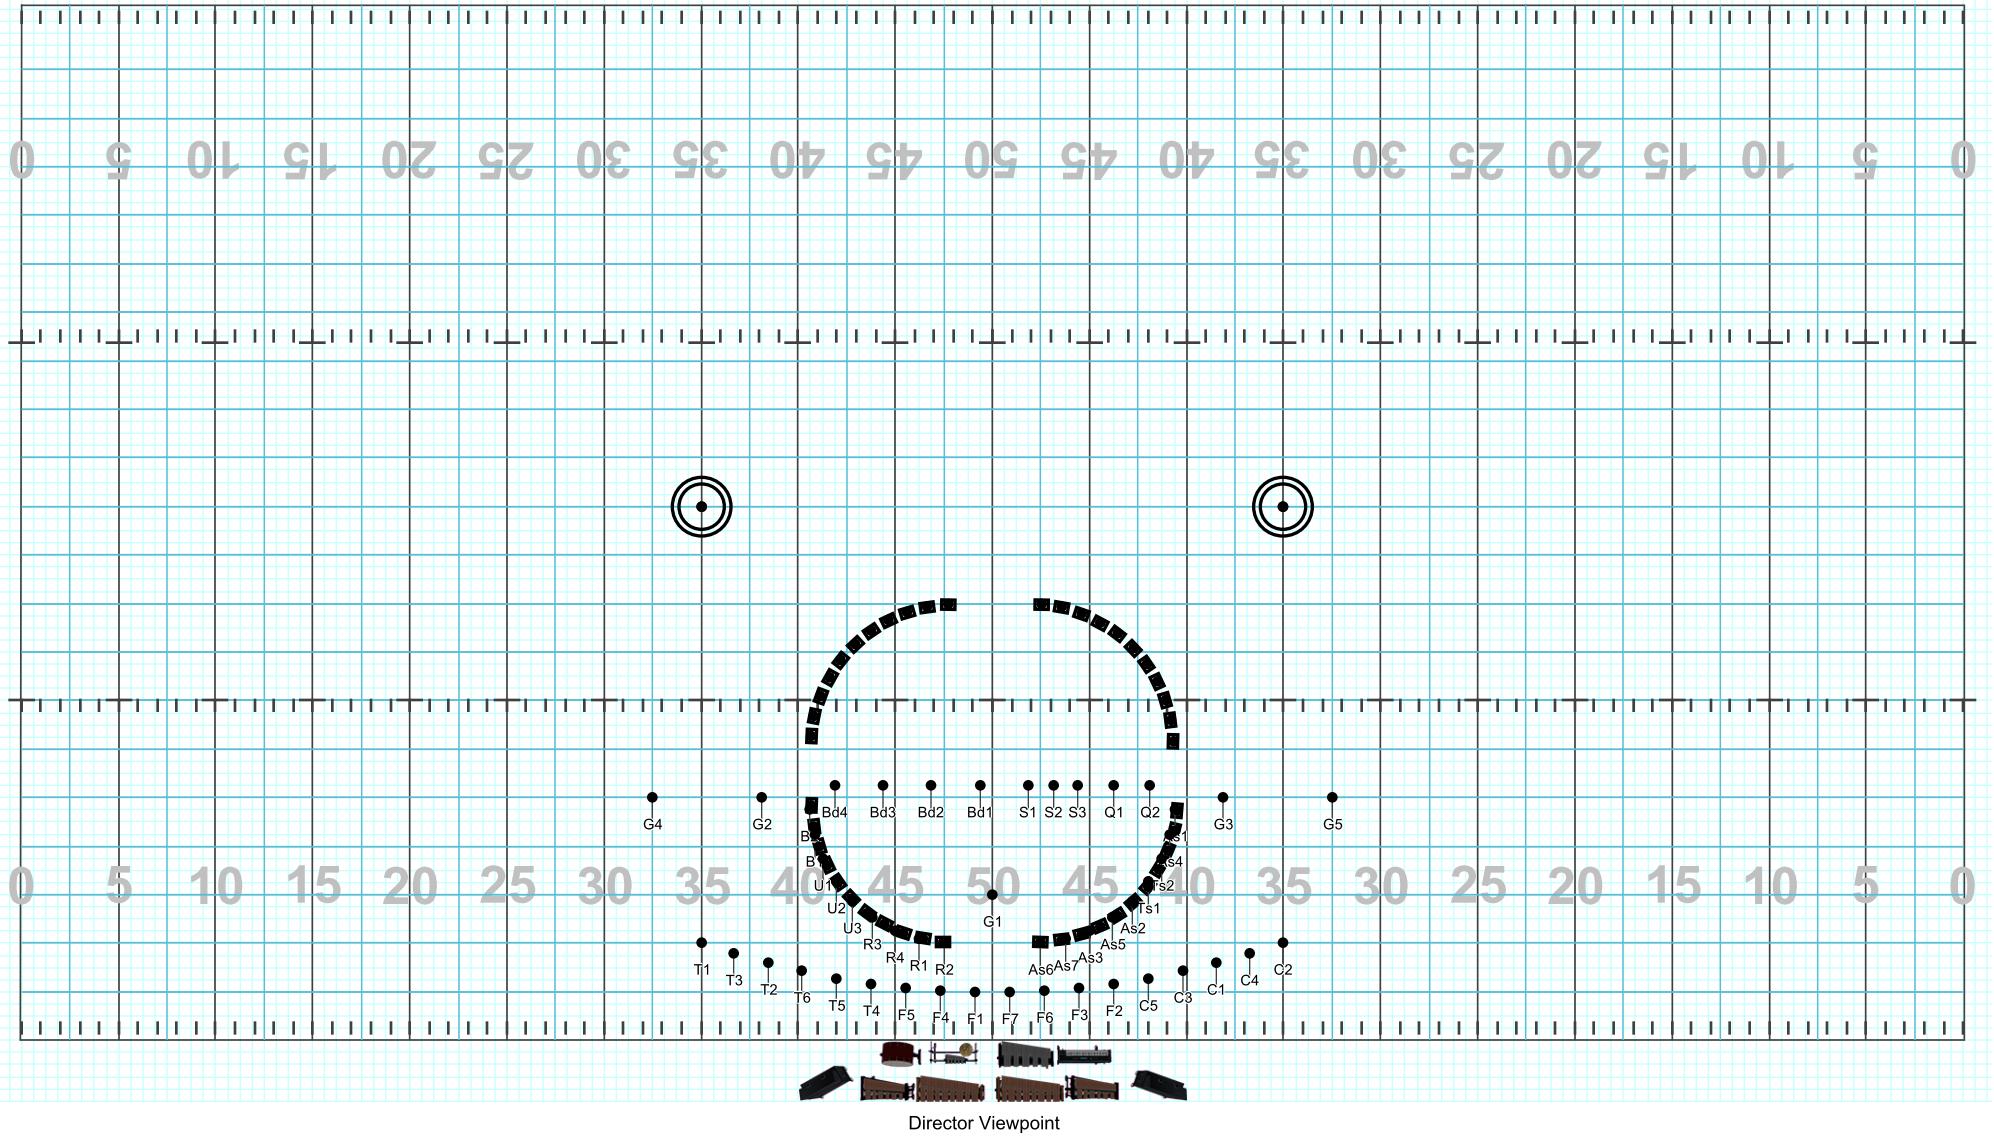 0 5 10 15 20 25 30 35 40 45 50 45 40 35 30 25 20 15 10 5 0
Bd4 Bd3 Bd2 Bd1 S1 S2 S3 Q1 Q2
G4 G2 G3 G5
As1
As4
0 5 10 15 20 25 30 35 40 45 50 45 40 35 30 25 20 15 10 5 0
U1 Ts2
U2 Ts1
G1
U3 As2
R3 As5
R4 As3
R1 As7
T1 R2 As6 C2
T3 C4
T2 C1
T6 C3
T5 C5
T4 F2
F5 F3
F4 F6
F1 F7
Director Viewpoint